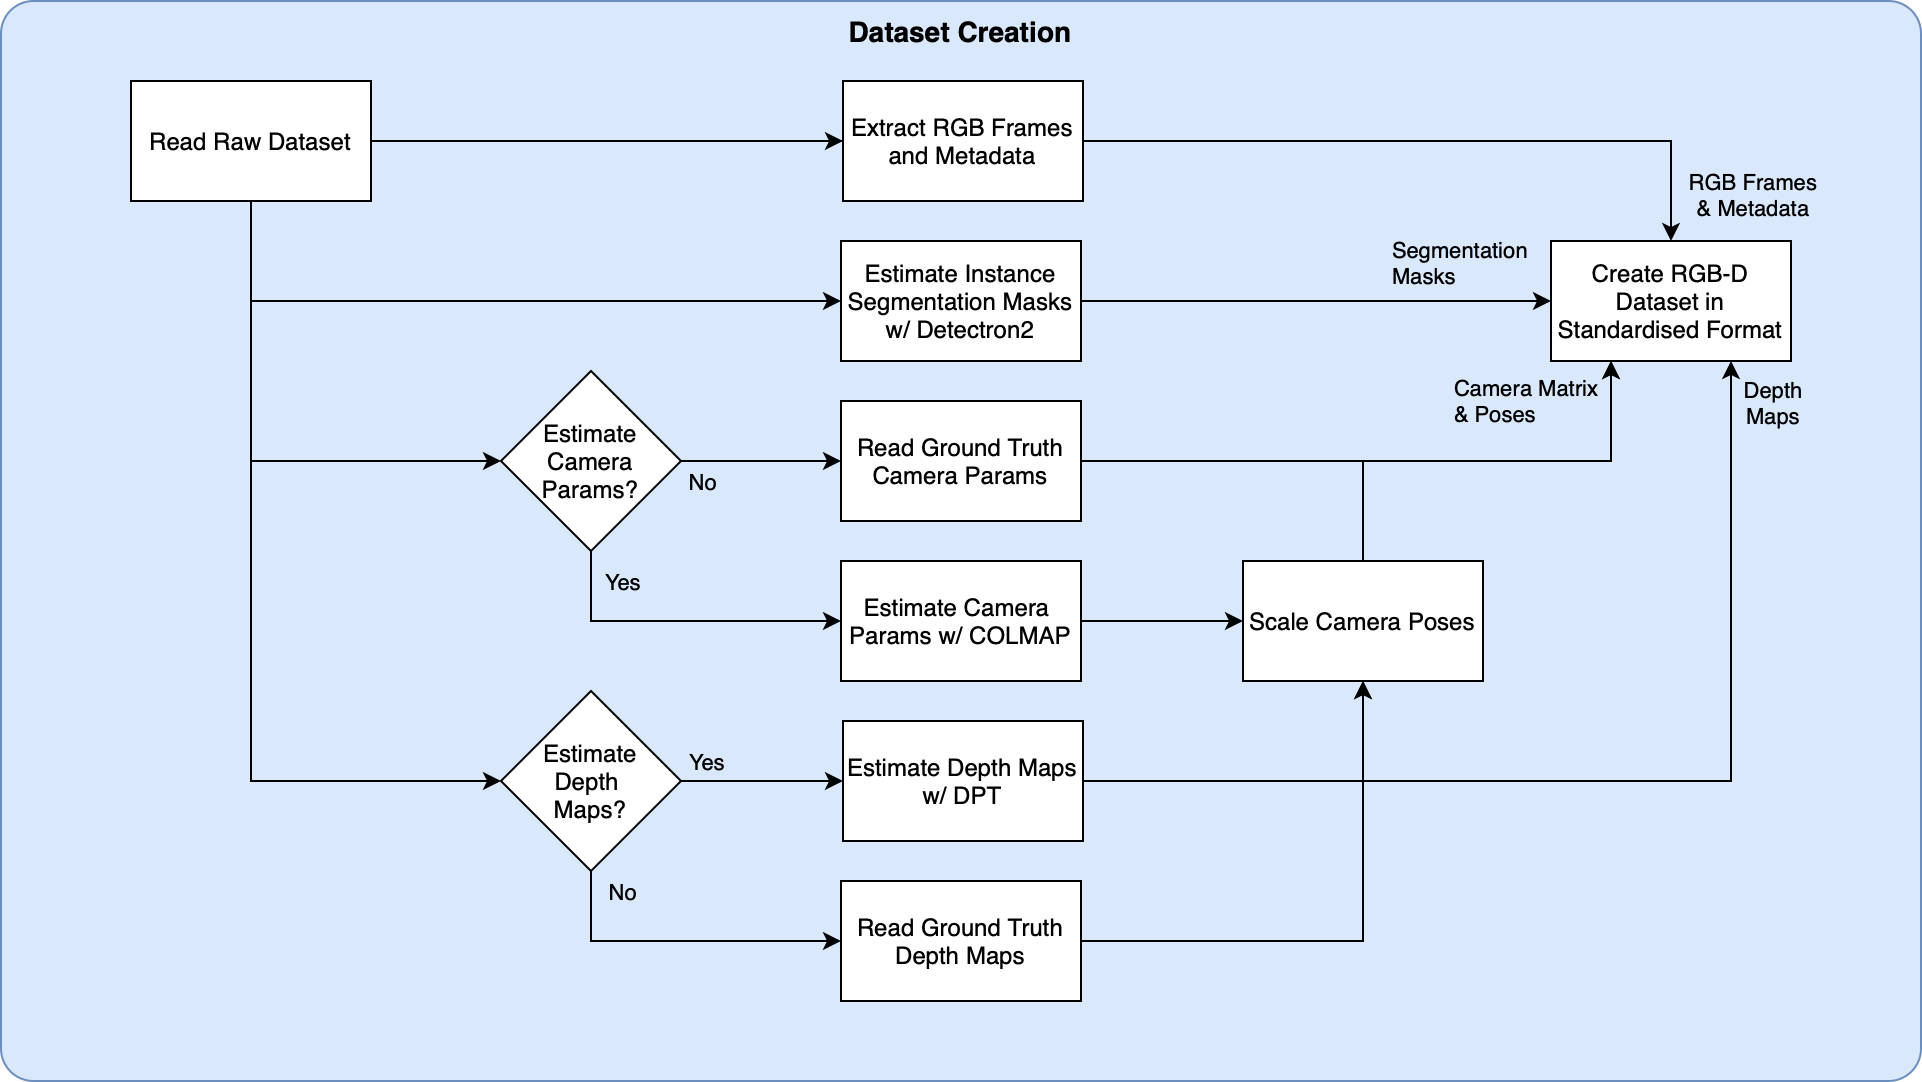 Dataset Creation
Read Raw Dataset
Extract RGB Frames
and Metadata
RGB Frames
& Metadata
Estimate Instance
Segmentation Masks
w/ Detectron2
Segmentation
Masks
Create RGB-D
Dataset in
Standardised Format
Estimate
Camera
Params?
No
Yes
Read Ground Truth
Camera Params
Camera Matrix
& Poses
Depth
Maps
Estimate Camera
Params w/ COLMAP
Scale Camera Poses
Estimate
Depth
Maps?
Yes
No
Estimate Depth Maps
w/ DPT
Read Ground Truth
Depth Maps